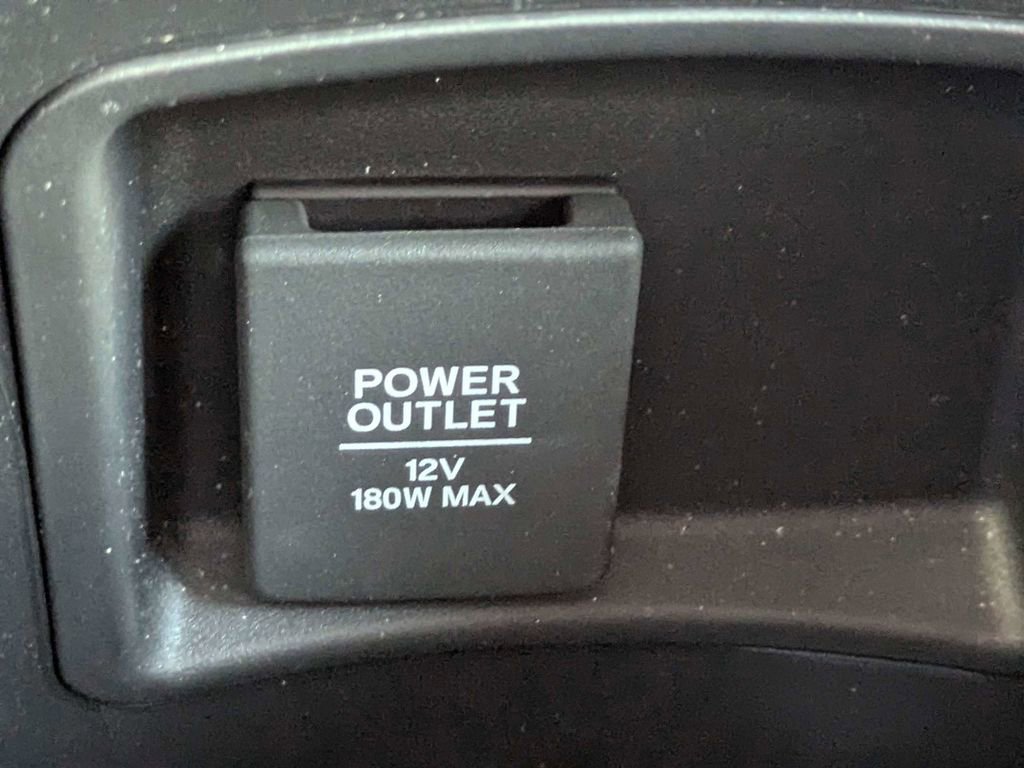 POWER
OUTLET
12V
180W MAX